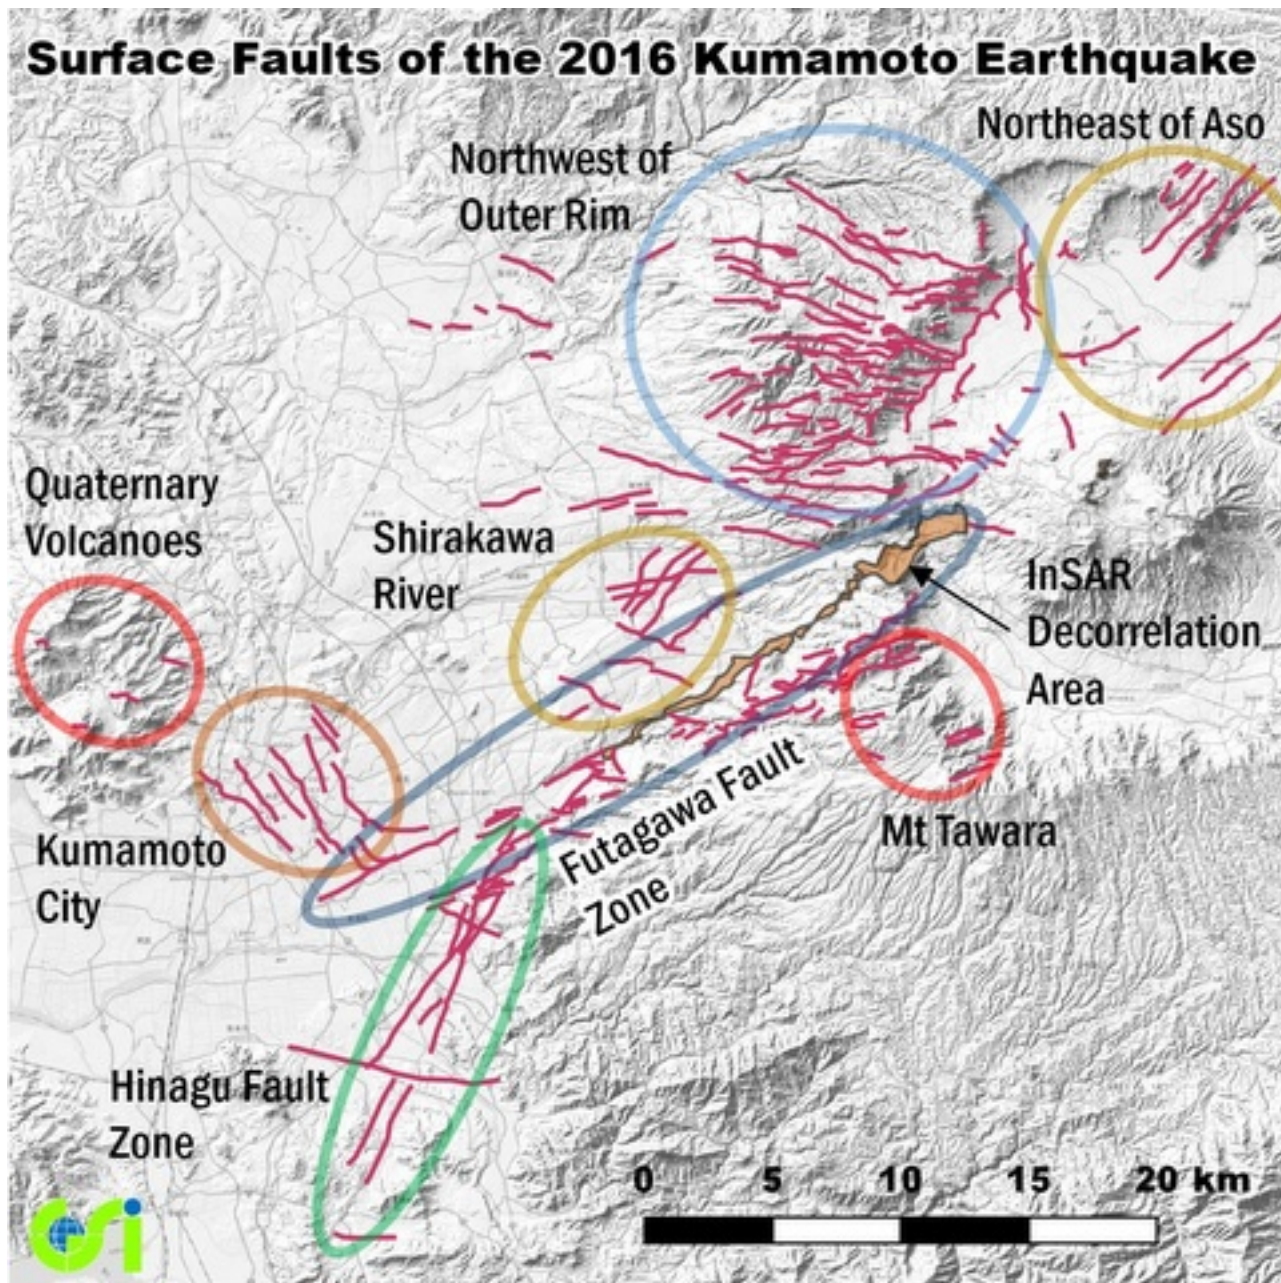 Surface Faults of the 2016 Kumamoto Earthquake
Northeast of Aso
Northwest of
Outer Rim
Quaternary
Volcanoes
Shirakawa
River
InSAR
Decorrelation
Area
Kumamoto
City
Futagawa Fault
Zone
Mt Tawara
Hinagu Fault
Zone
0 5 10 15 20 km
GSi